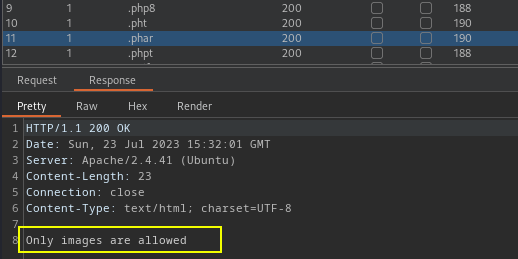 9 1 .php8 200 188
10 1 .pht 200 190
11 1 .phar 200 190
12 1 .phpt 200 188
Request Response
Pretty Raw Hex Render
1 HTTP/1.1 200 OK
2 Date: Sun, 23 Jul 2023 15:32:01 GMT
3 Server: Apache/2.4.41 (Ubuntu)
4 Content-Length: 23
5 Connection: close
6 Content-Type: text/html; charset=UTF-8
7
8 Only images are allowed